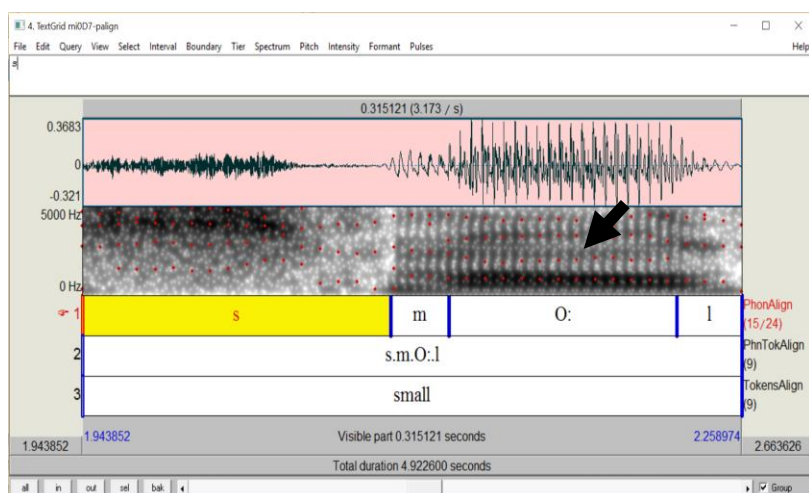 4. TextGrid mi0D7-palign
File Edit Query View Select Interval Boundary Tier Spectrum Pitch Intensity Formant Pulses Help
s
0.315121 (3.173 / s)
0.3683
0
-0.321
5000 Hz
0 Hz
1 s m O: l PhonAlign
(15/24)
2 s.m.O:.l PhnTokAlign
(9)
3 small TokensAlign
(9)
1.943852 Visible part 0.315121 seconds 2.258974
1.943852 2.663626
Total duration 4.922600 seconds
all in out sel bak Group